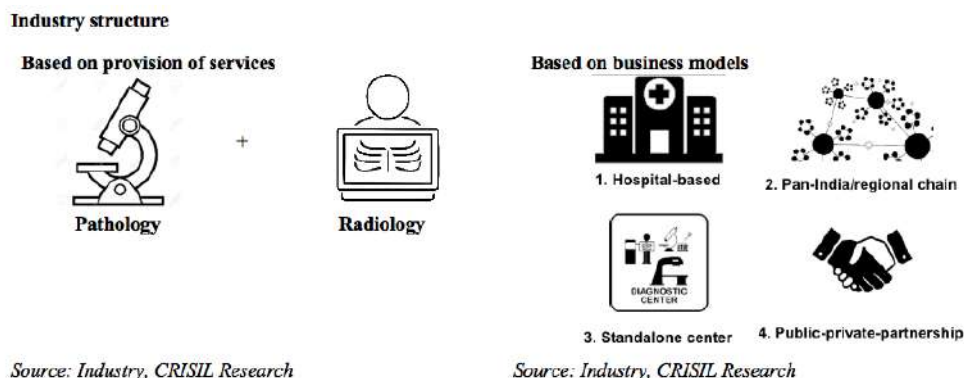 Industry structure
Based on provision of services
+
Pathology
Radiology
Source: Industry, CRISIL Research
Based on business models
1. Hospital-based
2. Pan-India/regional chain
DIAGNOSTIC
CENTER
3. Standalone center
4. Public-private-partnership
Source: Industry, CRISIL Research